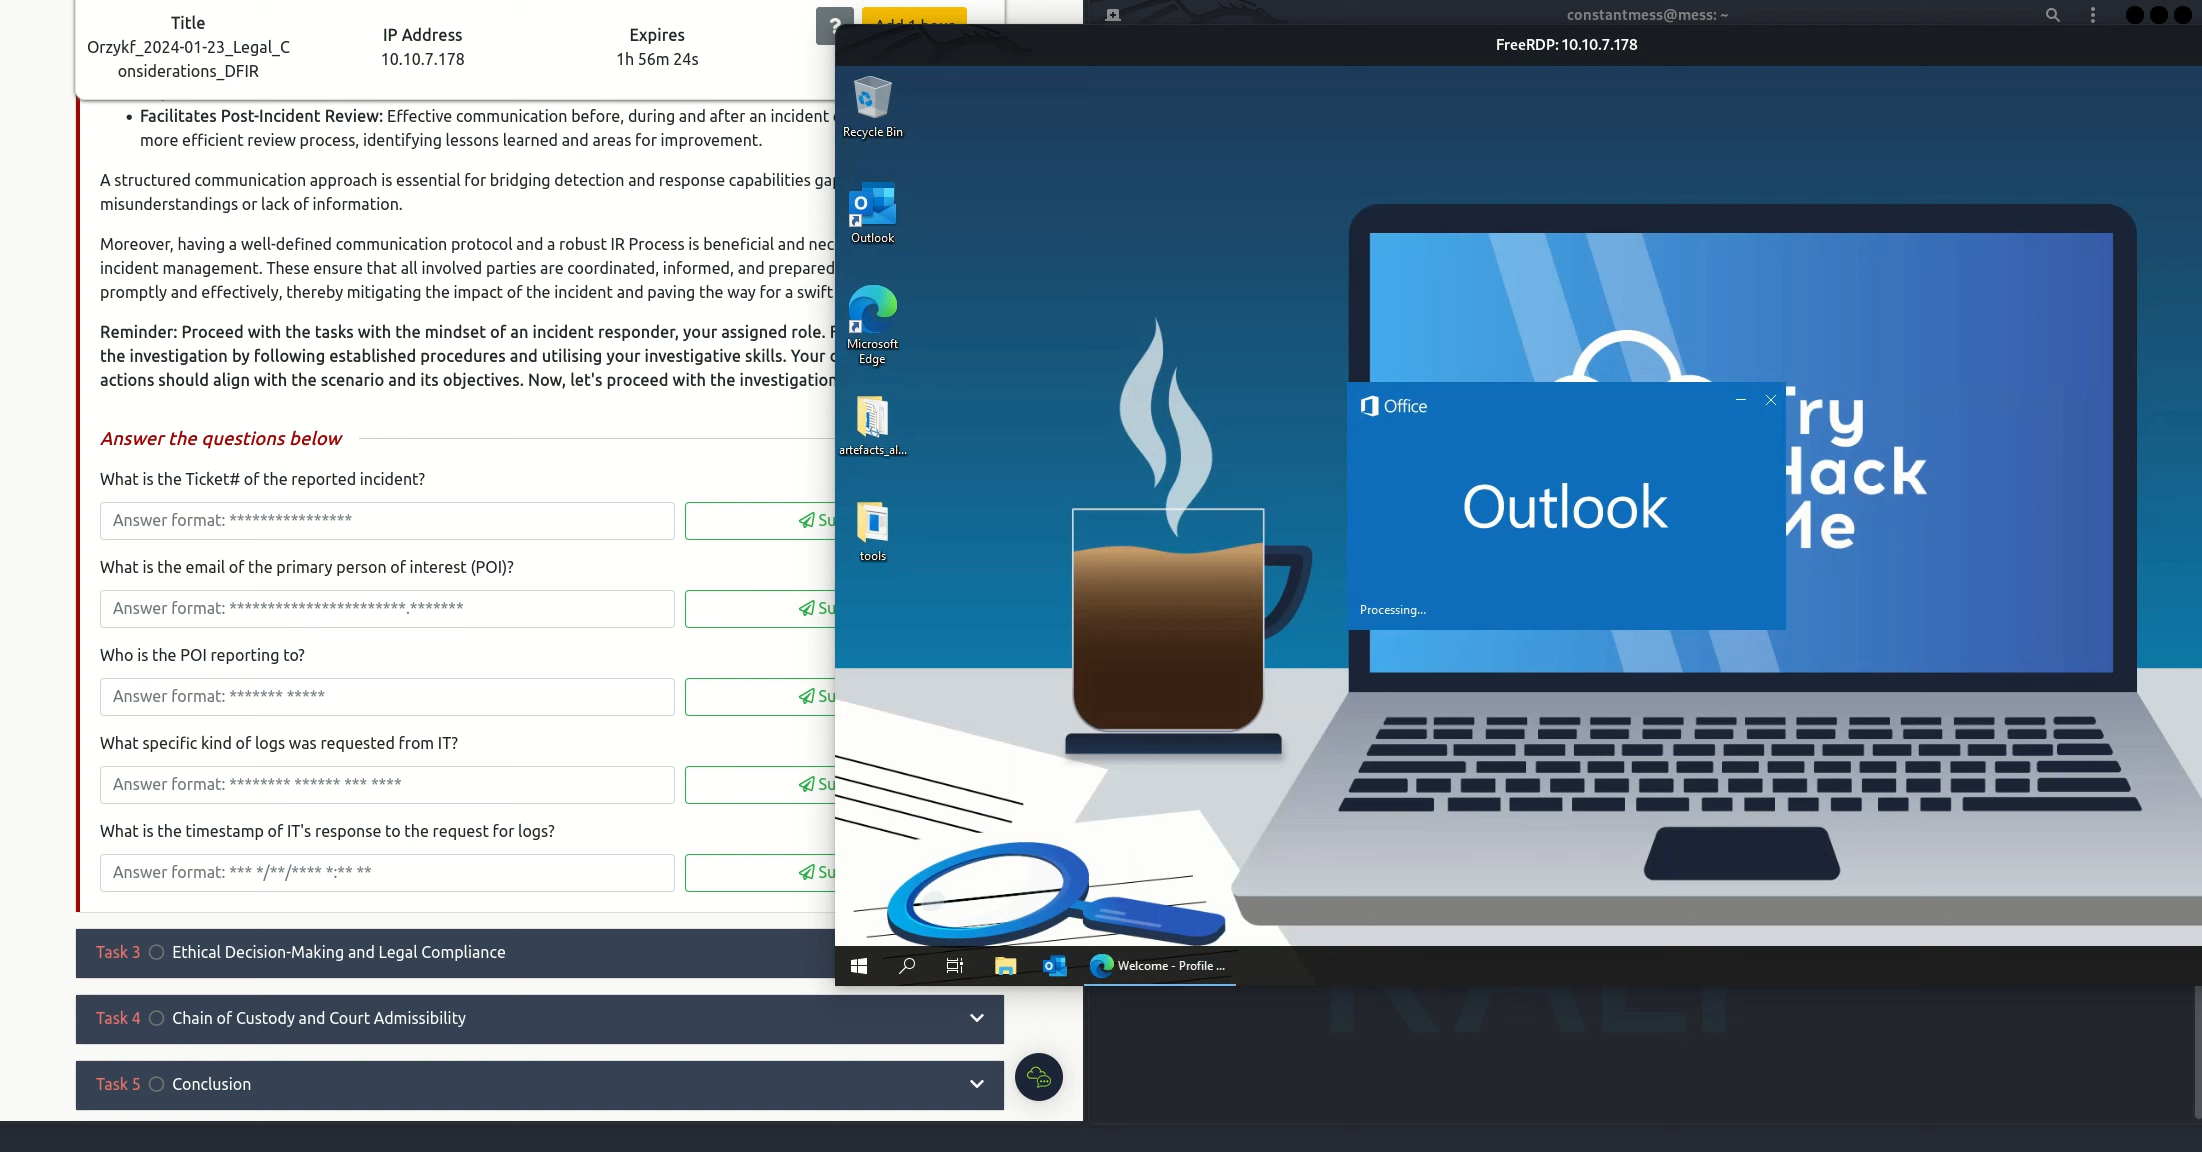 Title
Orzykf_2024-01-23_Legal_C
onsiderations_DFIR
IP Address
10.10.7.178
Expires
1h 56m 24s
?
Add 1 hour
Facilitates Post-Incident Review: Effective communication before, during and after an incident
more efficient review process, identifying lessons learned and areas for improvement.
A structured communication approach is essential for bridging detection and response capabilities
misunderstandings or lack of information.
Moreover, having a well-defined communication protocol and a robust IR Process is beneficial and
incident management. These ensure that all involved parties are coordinated, informed, and prepared
promptly and effectively, thereby mitigating the impact of the incident and paving the way for a swift
Reminder: Proceed with the tasks with the mindset of an incident responder, your assigned role.
the investigation by following established procedures and utilising your investigative skills. Your
actions should align with the scenario and its objectives. Now, let's proceed with the investigation
Answer the questions below
What is the Ticket# of the reported incident?
Answer format: ****************
Su
What is the email of the primary person of interest (POI)?
Answer format: ***********************.*******
Su
Who is the POI reporting to?
Answer format: ******* *****
Su
What specific kind of logs was requested from IT?
Answer format: ******** ****** *** ****
Su
What is the timestamp of IT's response to the request for logs?
Answer format: *** */**/**** *:** **
Su
Task 3 Ethical Decision-Making and Legal Compliance
Task 4 Chain of Custody and Court Admissibility
Task 5 Conclusion
constantmess@mess: ~
FreeRDP: 10.10.7.178
Recycle Bin
Outlook
Microsoft
Edge
artefacts_al...
tools
Office
Outlook
Processing...
Try
Hack
Me
Welcome - Profile ...
KALI